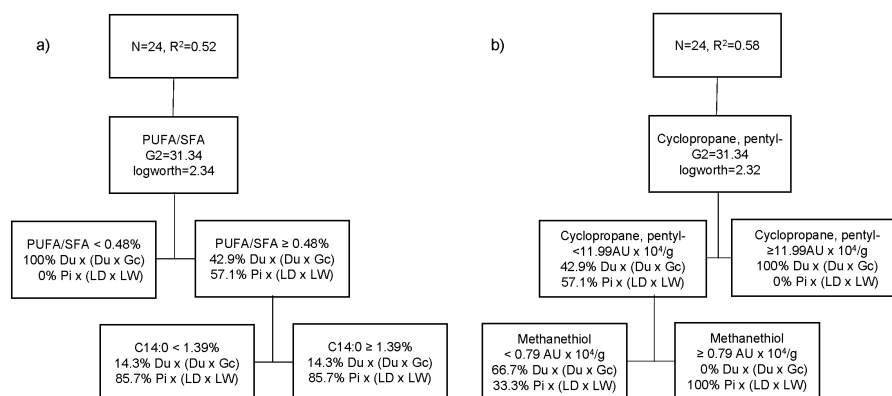 a)
N=24, R²=0.52
PUFA/SFA
G2=31.34
logworth=2.34
PUFA/SFA < 0.48%
100% Du x (Du x Gc)
0% Pi x (LD x LW)
PUFA/SFA ≥ 0.48%
42.9% Du x (Du x Gc)
57.1% Pi x (LD x LW)
C14:0 < 1.39%
14.3% Du x (Du x Gc)
85.7% Pi x (LD x LW)
C14:0 ≥ 1.39%
14.3% Du x (Du x Gc)
85.7% Pi x (LD x LW)
b)
N=24, R²=0.58
Cyclopropane, pentyl-
G2=31.34
logworth=2.32
Cyclopropane, pentyl-
<11.99AU x 10⁴/g
42.9% Du x (Du x Gc)
57.1% Pi x (LD x LW)
Cyclopropane, pentyl-
≥11.99AU x 10⁴/g
100% Du x (Du x Gc)
0% Pi x (LD x LW)
Methanethiol
< 0.79 AU x 10⁴/g
66.7% Du x (Du x Gc)
33.3% Pi x (LD x LW)
Methanethiol
≥ 0.79 AU x 10⁴/g
0% Du x (Du x Gc)
100% Pi x (LD x LW)